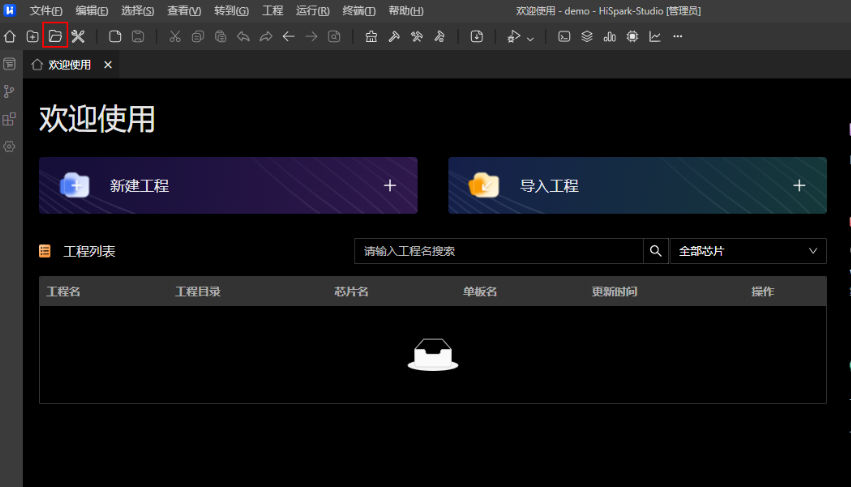 文件(F) 编辑(E) 选择(S) 查看(V) 转到(G) 工程 运行(R) 终端(T) 帮助(H) 欢迎使用 - demo - HiSpark-Studio [管理员]
欢迎使用
欢迎使用
新建工程 导入工程
工程列表 请输入工程名搜索 全部芯片
工程名 工程目录 芯片名 单板名 更新时间 操作